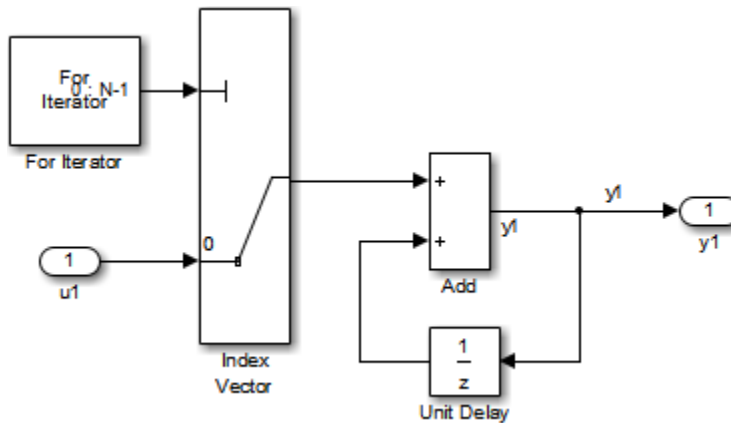 For
Iterator
0 : N-1
For Iterator
1
u1
0
Index
Vector
+
+
Add
y1
y1
1
y1
1
z
Unit Delay